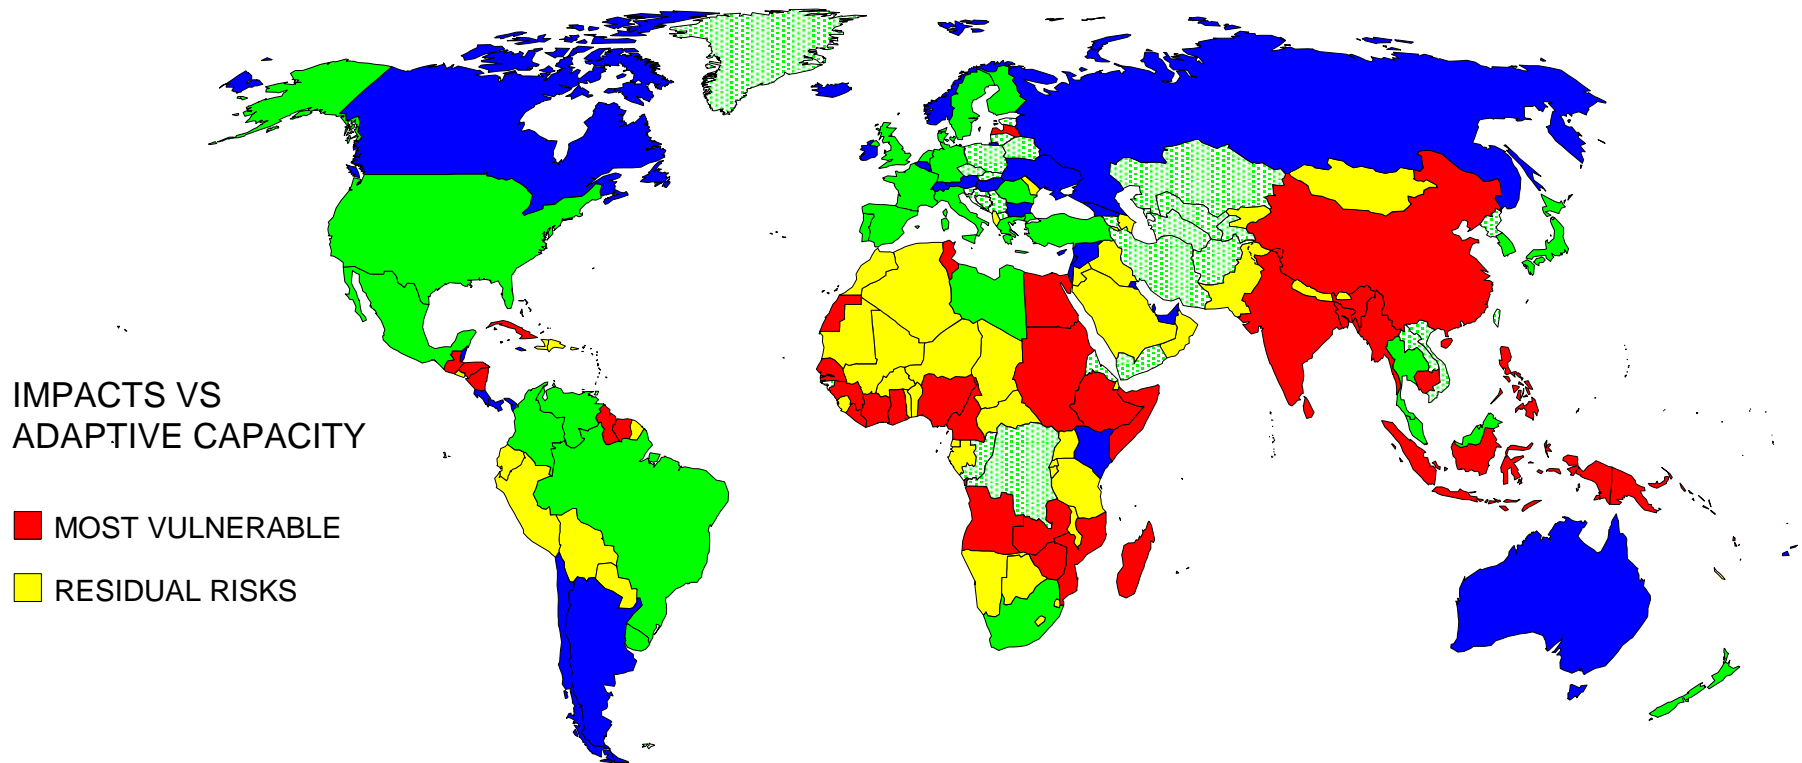 IMPACTS VS
ADAPTIVE CAPACITY
MOST VULNERABLE
RESIDUAL RISKS